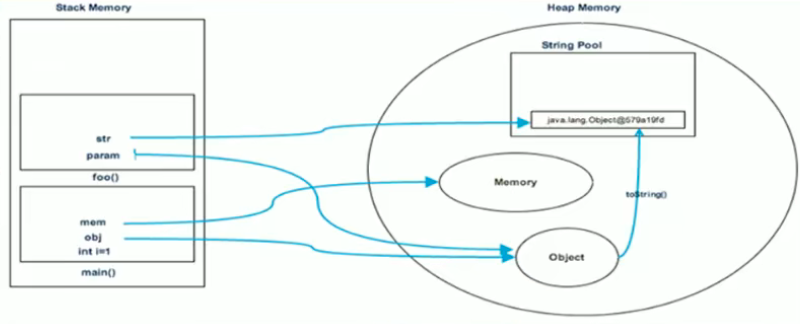 Stack Memory
str
param
foo()
mem
obj
int i=1
main()
Heap Memory
String Pool
java.lang.Object@579a19fd
Memory
toString()
Object